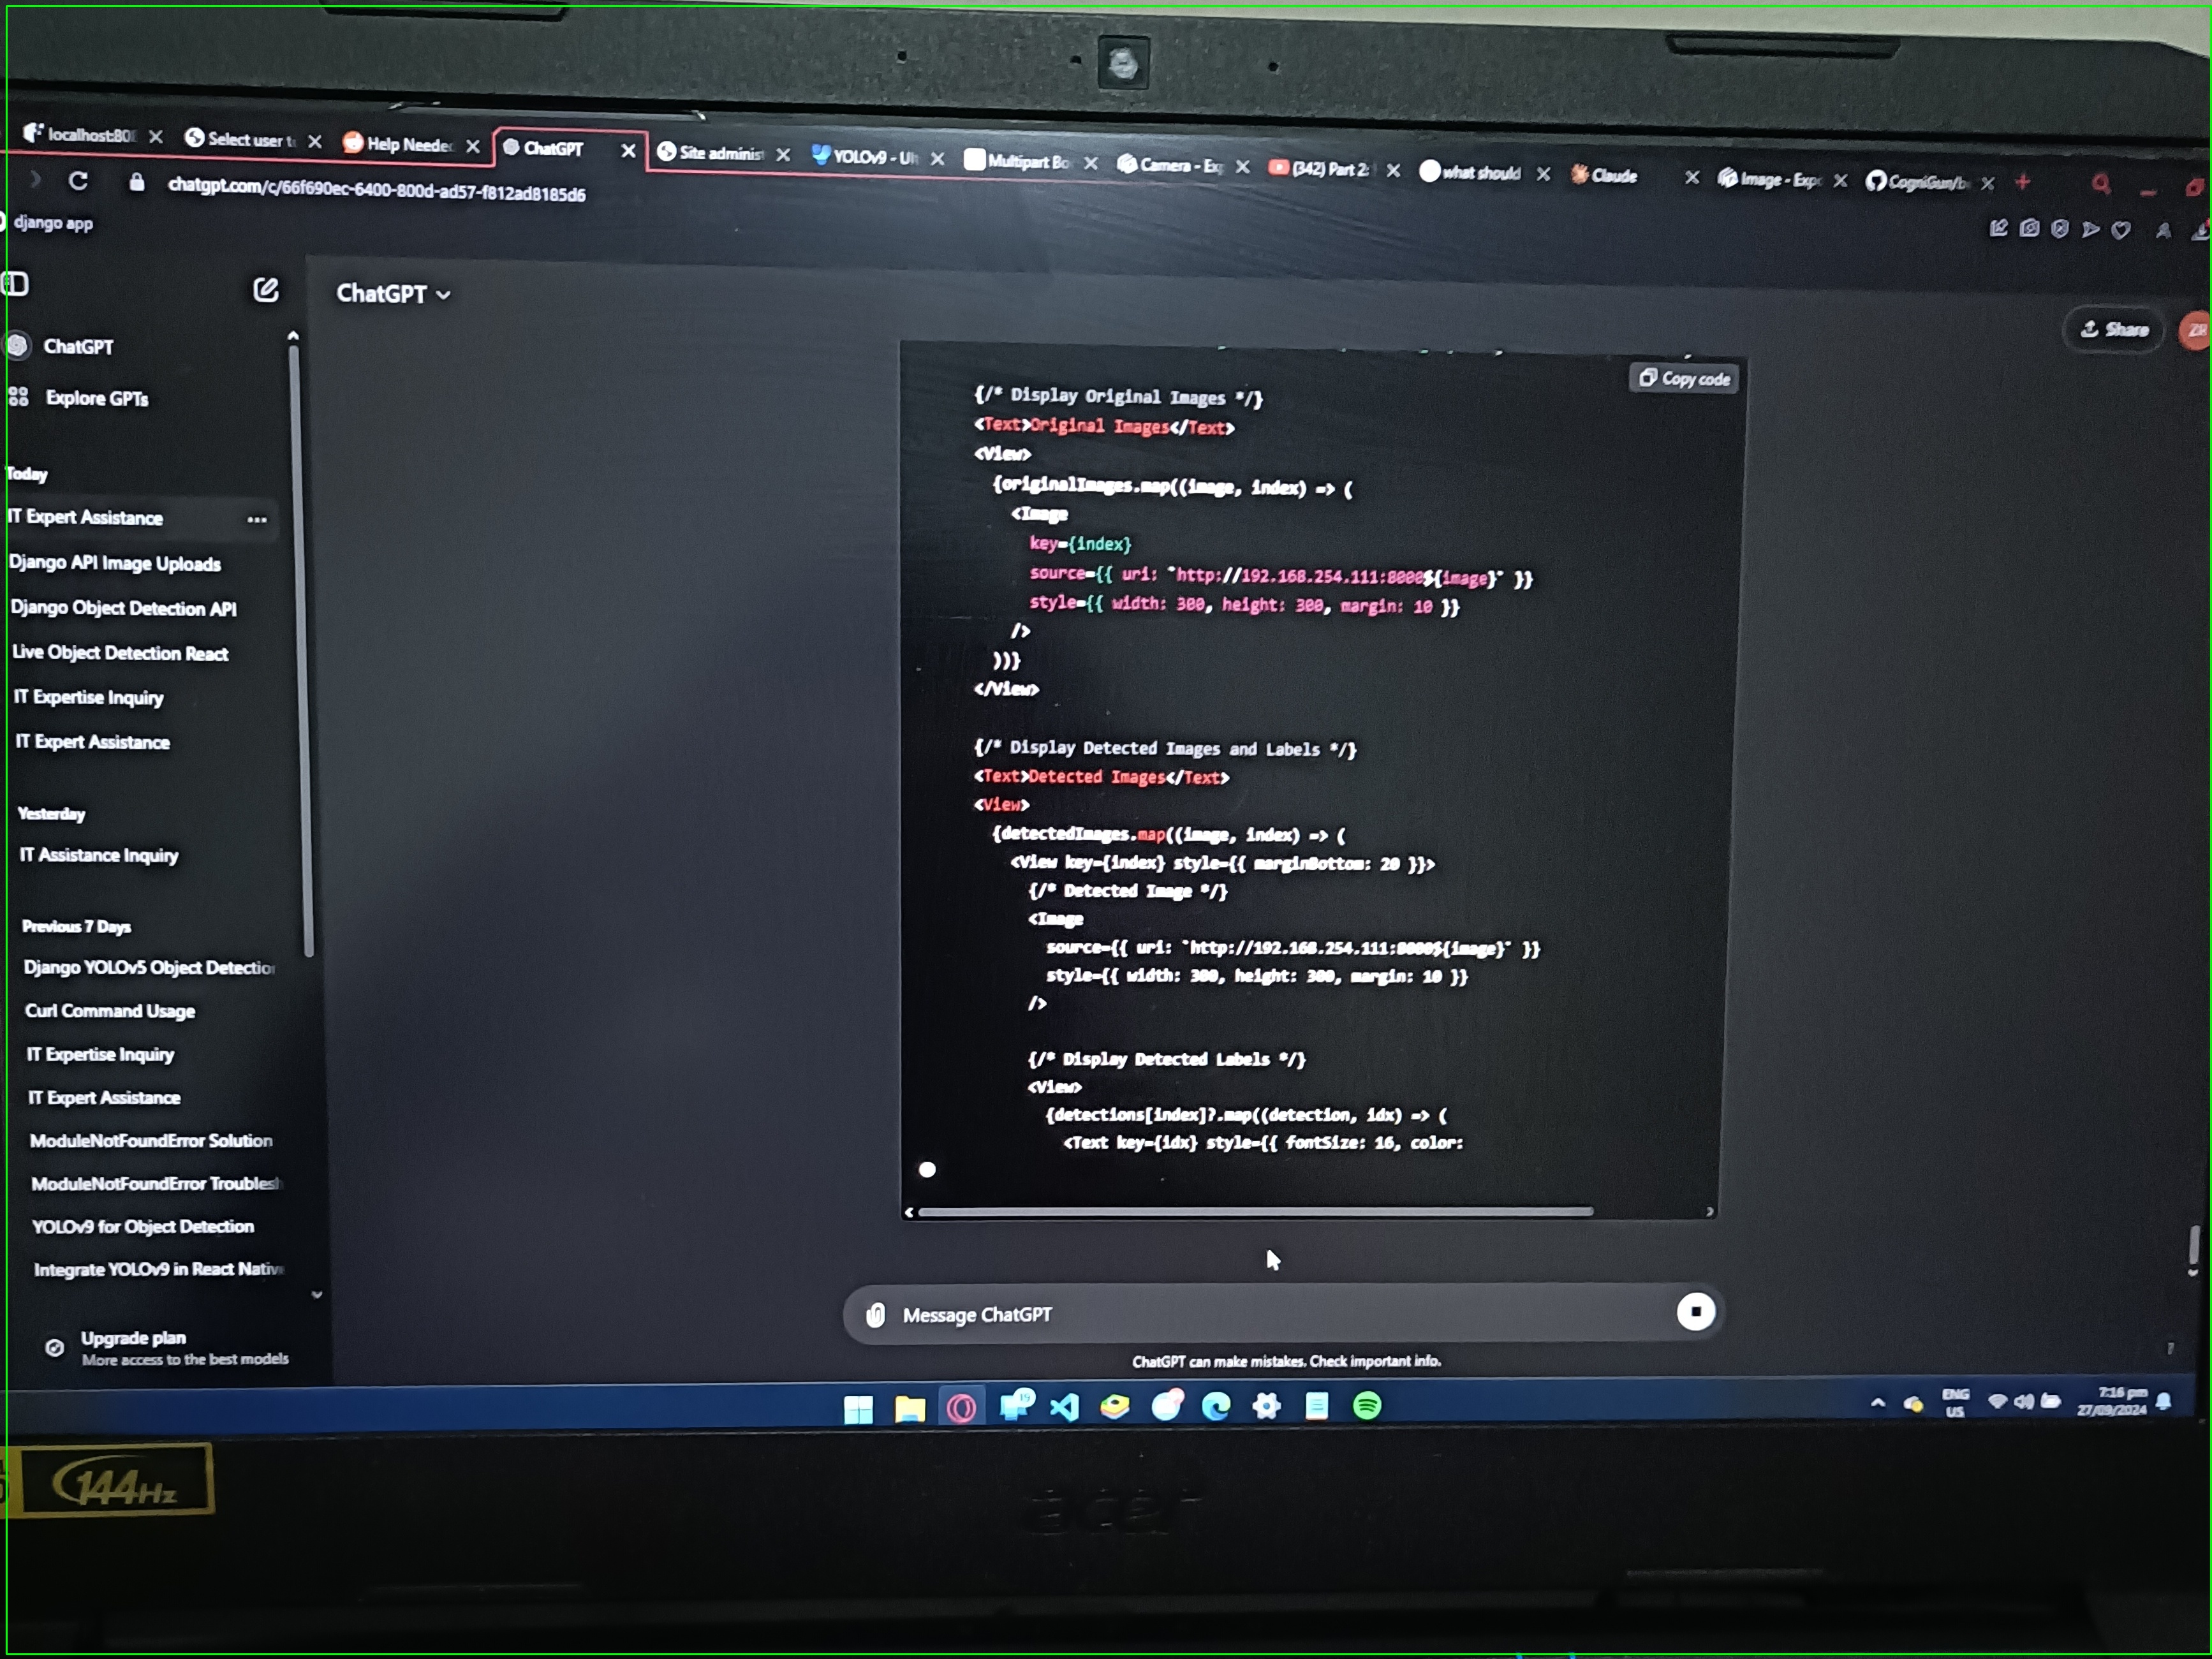 localhost:808
Select user t
Help Needed
ChatGPT
Site administ
YOLOv9 - Ul
Multipart Bo
Camera - Exp
(342) Part 2:
what should
Claude
Image - Expo
CogniGun/b
chatgpt.com/c/66f690ec-6400-800d-ad57-f812ad8185d6
django app
ChatGPT
Share
ZR
ChatGPT
Explore GPTs
Today
IT Expert Assistance
Django API Image Uploads
Django Object Detection API
Live Object Detection React
IT Expertise Inquiry
IT Expert Assistance
Yesterday
IT Assistance Inquiry
Previous 7 Days
Django YOLOv5 Object Detection
Curl Command Usage
IT Expertise Inquiry
IT Expert Assistance
ModuleNotFoundError Solution
ModuleNotFoundError Troublesh
YOLOv9 for Object Detection
Integrate YOLOv9 in React Native
Upgrade plan
More access to the best models
Copy code
{/* Display Original Images */}
<Text>Original Images</Text>
<View>
{originalImages.map((image, index) => (
<Image
key={index}
source={{ uri: `http://192.168.254.111:8000${image}` }}
style={{ width: 300, height: 300, margin: 10 }}
/>
))}
</View>
{/* Display Detected Images and Labels */}
<Text>Detected Images</Text>
<View>
{detectedImages.map((image, index) => (
<View key={index} style={{ marginBottom: 20 }}>
{/* Detected Image */}
<Image
source={{ uri: `http://192.168.254.111:8000${image}` }}
style={{ width: 300, height: 300, margin: 10 }}
/>
{/* Display Detected Labels */}
<View>
{detections[index]?.map((detection, idx) => (
<Text key={idx} style={{ fontSize: 16, color:
Message ChatGPT
ChatGPT can make mistakes. Check important info.
?
19
ENG
US
7:16 pm
27/09/2024
144Hz
acer